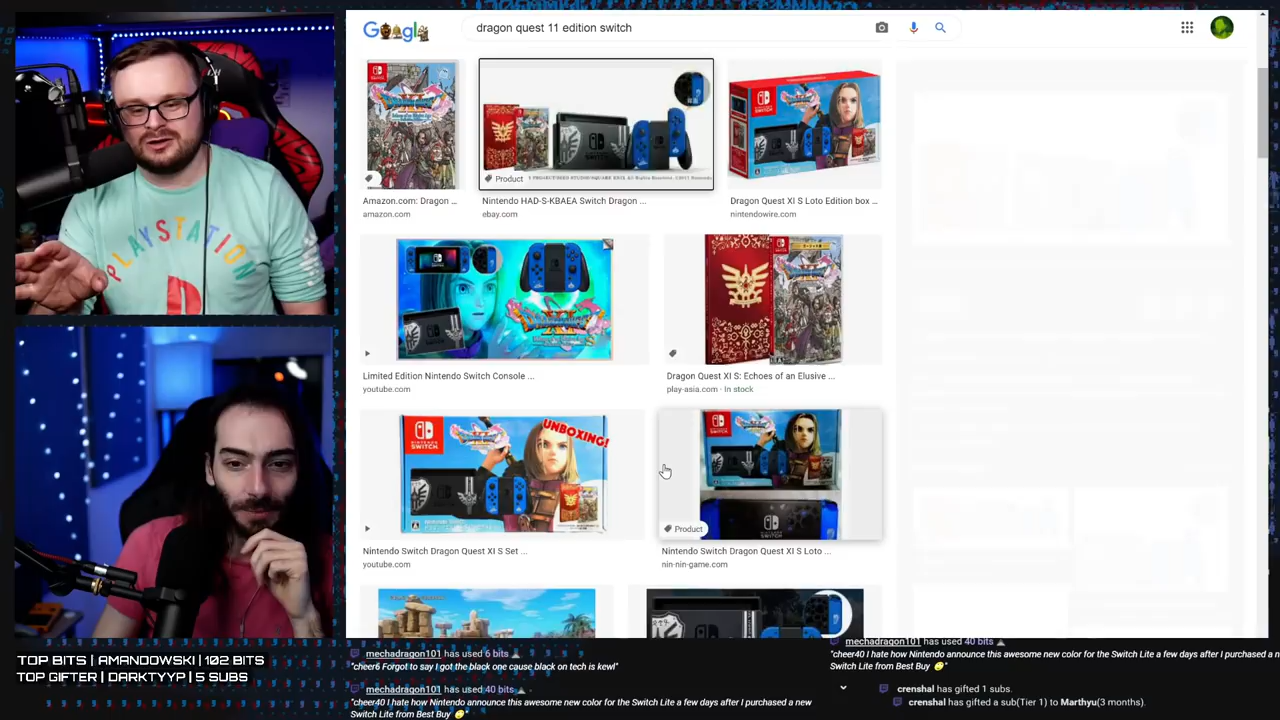 dragon quest 11 edition switch
PLAYSTATION
Product
Amazon.com: Dragon ...
amazon.com
Nintendo HAD-S-KBAEA Switch Dragon ...
ebay.com
Dragon Quest XI S Loto Edition box ...
nintendowire.com
Limited Edition Nintendo Switch Console ...
youtube.com
Dragon Quest XI S: Echoes of an Elusive ...
play-asia.com · In stock
NINTENDO
SWITCH
UNBOXING!
Product
Nintendo Switch Dragon Quest XI S Set ...
youtube.com
Nintendo Switch Dragon Quest XI S Loto ...
nin-nin-game.com
TOP BITS | AMANDOWSKI | 102 BITS
TOP GIFTER | DARKTYYP | 5 SUBS
mechadragon101 has used 6 bits
"cheer6 Forgot to say I got the black one cause black on tech is kewl"
mechadragon101 has used 40 bits
"cheer40 I hate how Nintendo announce this awesome new color for the Switch Lite a few days after I purchased a new
Switch Lite from Best Buy
mechadragon101 has used 40 bits
"cheer40 I hate how Nintendo announce this awesome new color for the Switch Lite a few days after I purchased a n
Switch Lite from Best Buy
crenshal has gifted 1 subs.
crenshal has gifted a sub(Tier 1) to Marthyu(3 months).